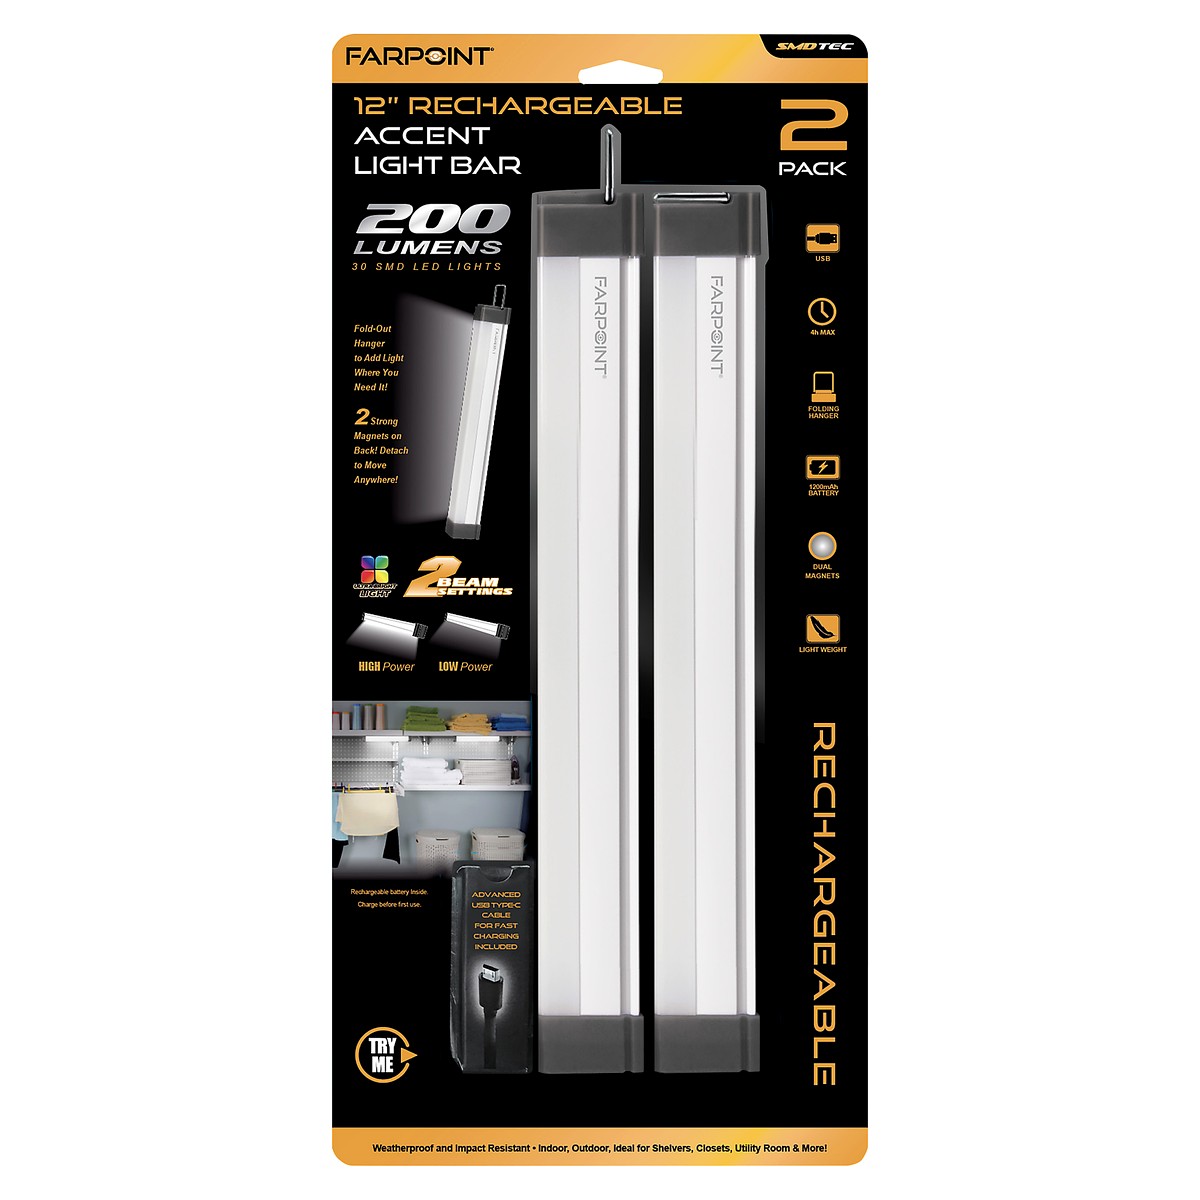 FARPOINT®
SMDTEC
12" RECHARGEABLE
ACCENT
LIGHT BAR
2
PACK
200
LUMENS
30 SMD LED LIGHTS
Fold-Out
Hanger
to Add Light
Where You
Need It!
2 Strong
Magnets on
Back! Detach
to Move
Anywhere!
ULTRA BRIGHT
LIGHT
2 BEAM
SETTINGS
HIGH Power
LOW Power
FARPOINT®
FARPOINT®
USB
4h MAX
FOLDING
HANGER
1200mAh
BATTERY
DUAL
MAGNETS
LIGHT WEIGHT
RECHARGEABLE
Rechargeable battery Inside.
Charge before first use.
ADVANCED
USB TYPE-C
CABLE
FOR FAST
CHARGING
INCLUDED
TRY
ME
Weatherproof and Impact Resistant • Indoor, Outdoor, Ideal for Shelvers, Closets, Utility Room & More!